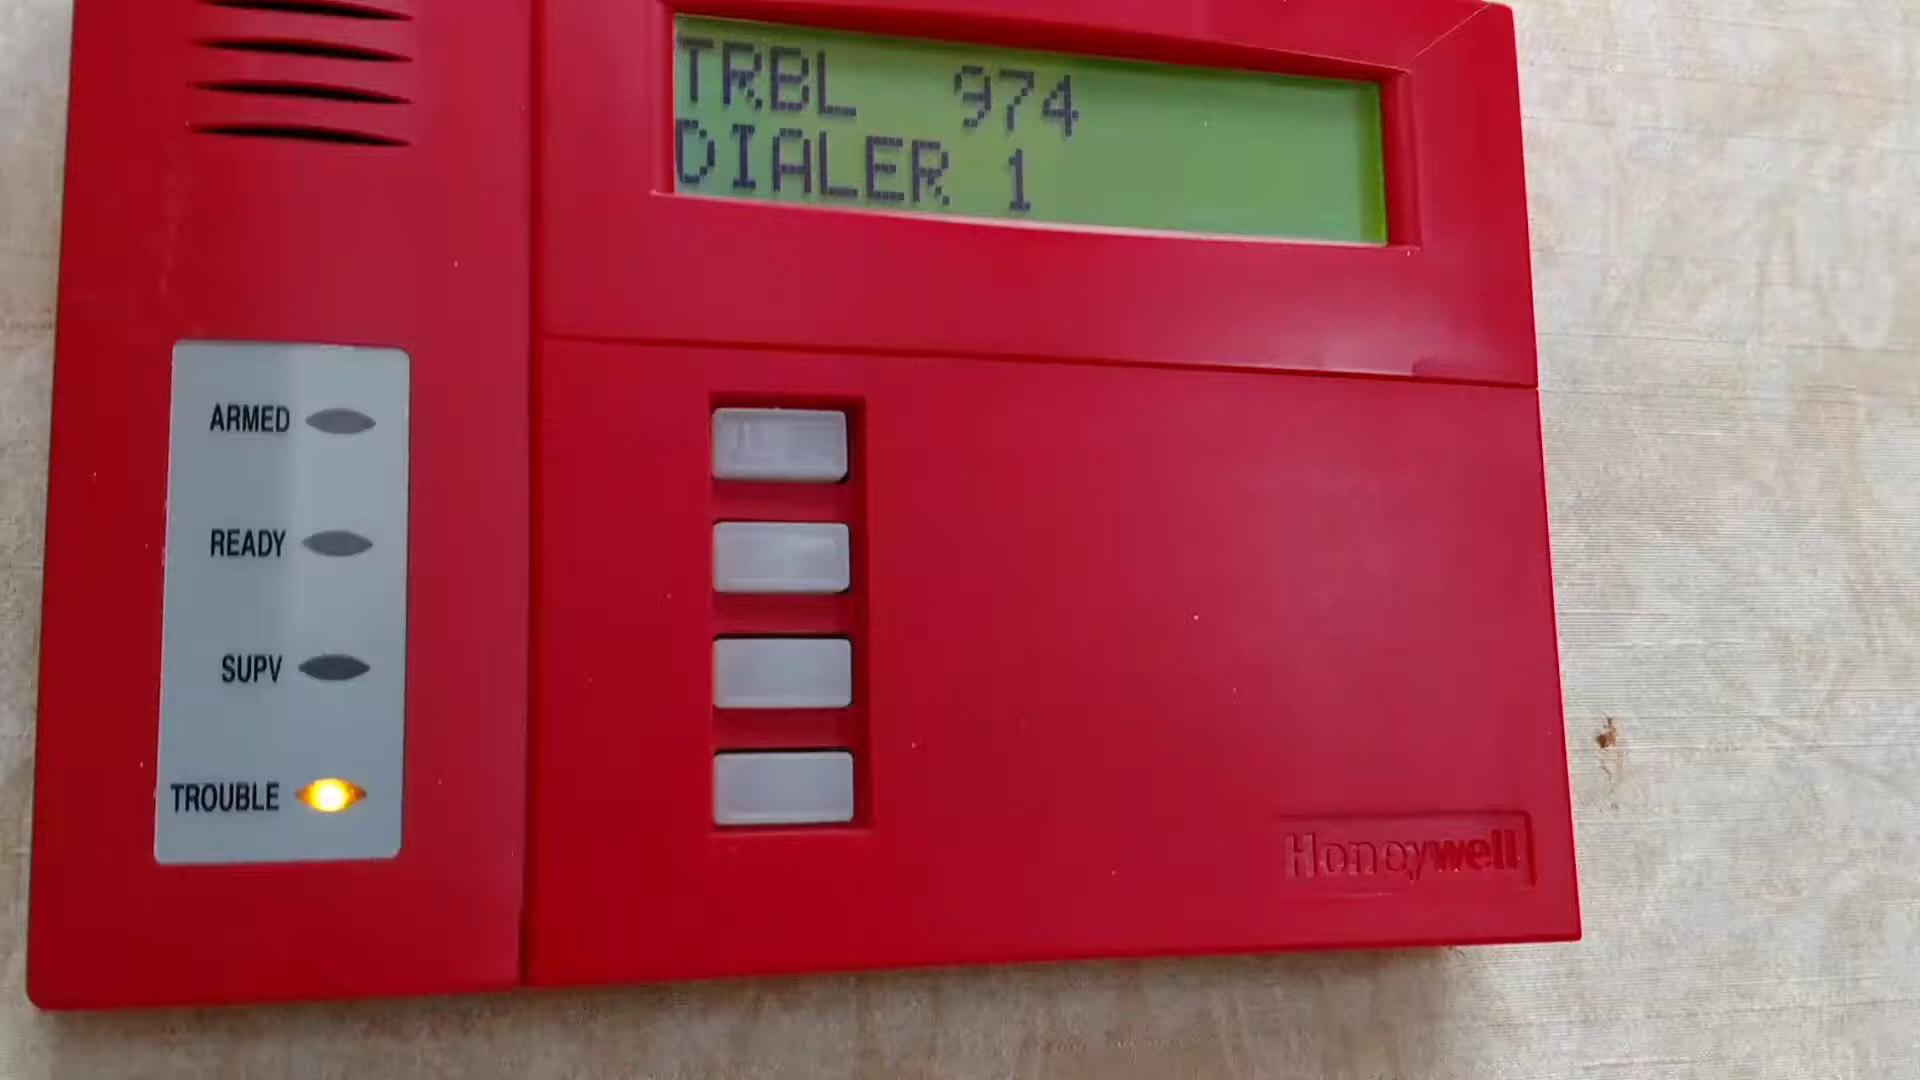 TRBL 974
DIALER 1
ARMED
READY
SUPV
TROUBLE
Honeywell